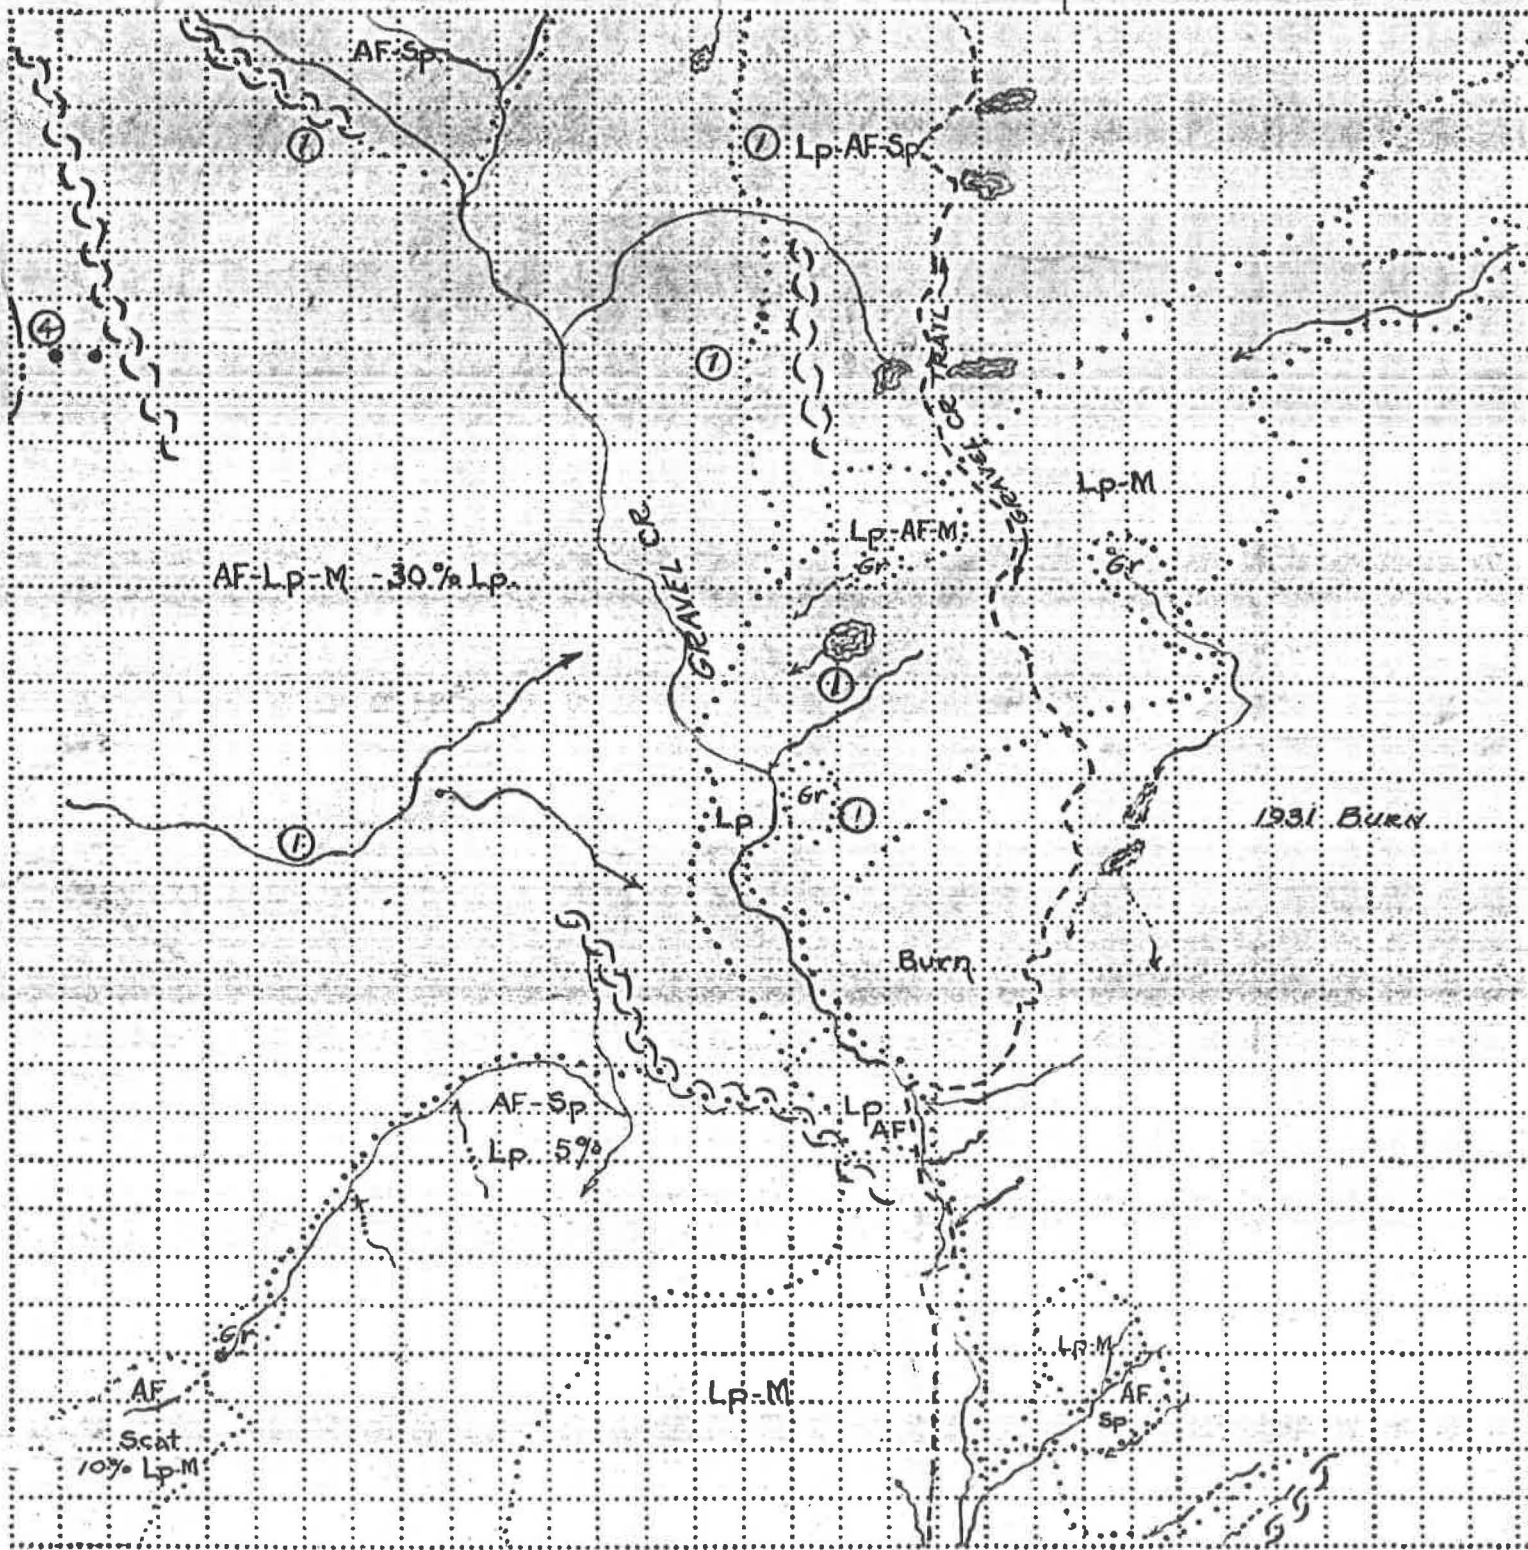 AF-Sp
①
① Lp-AF-Sp
④
①
GRAVEL CR TRAIL
Lp-M
GRAVEL CR.
Lp-AF-M
Gr
Gr
AF-Lp-M -30% Lp.
①
Gr
Lp
①
1931 BURN
①
Burn
AF-Sp
Lp 5%
Lp
AF
Gr
Lp-M
AF
Lp-M
AF
Sp
Scat
10% Lp-M